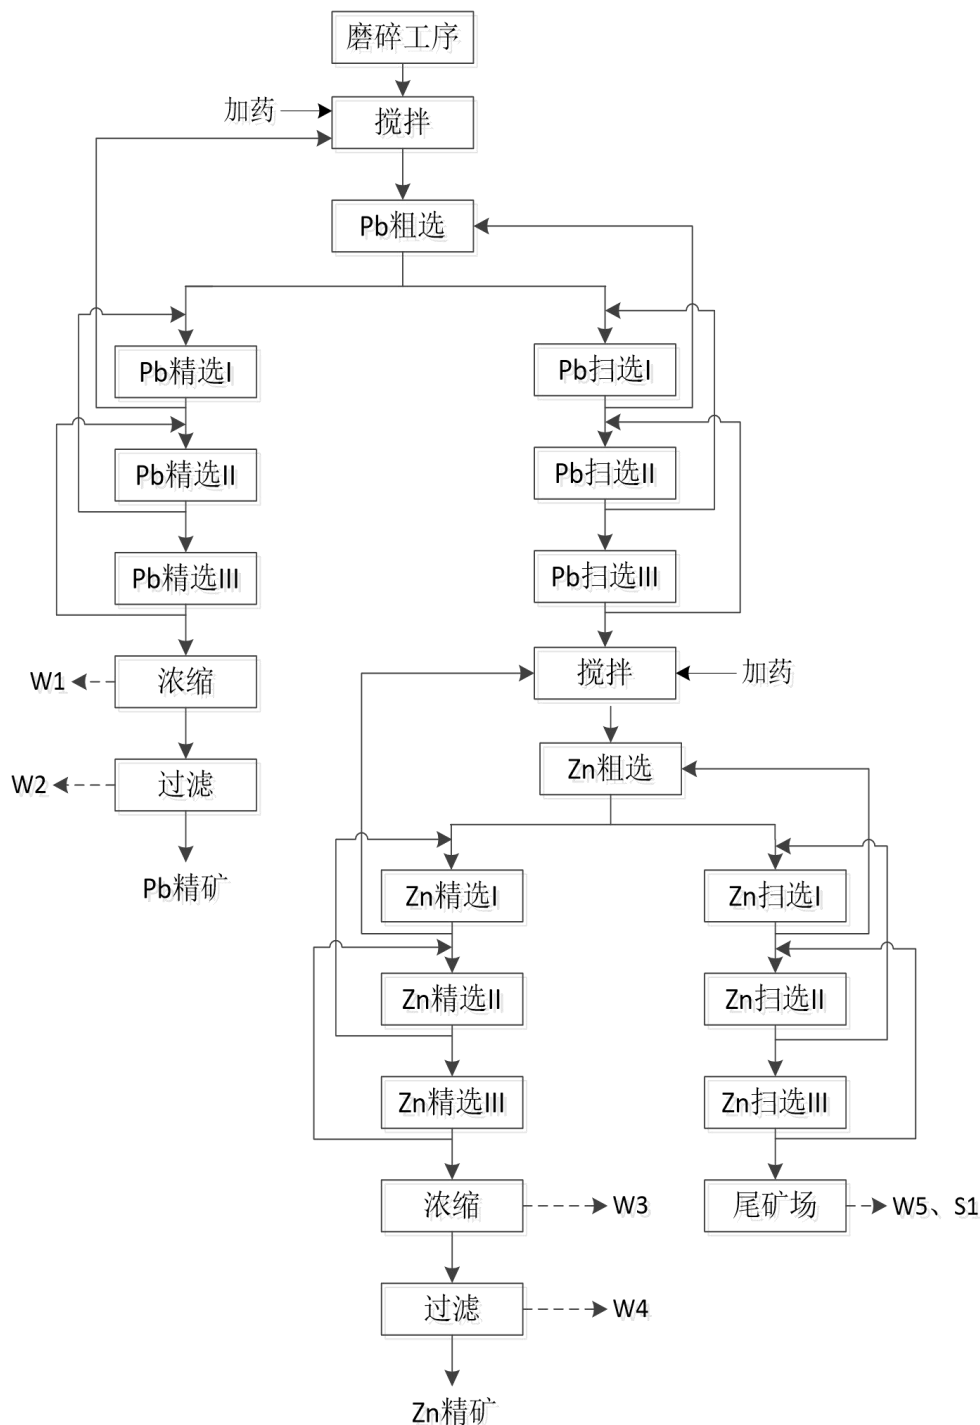 磨碎工序
加药
搅拌
Pb粗选
Pb精选I
Pb扫选I
Pb精选II
Pb扫选II
Pb精选III
Pb扫选III
W1
浓缩
搅拌
加药
W2
过滤
Zn粗选
Pb精矿
Zn精选I
Zn扫选I
Zn精选II
Zn扫选II
Zn精选III
Zn扫选III
浓缩
W3
尾矿场
W5、S1
过滤
W4
Zn精矿